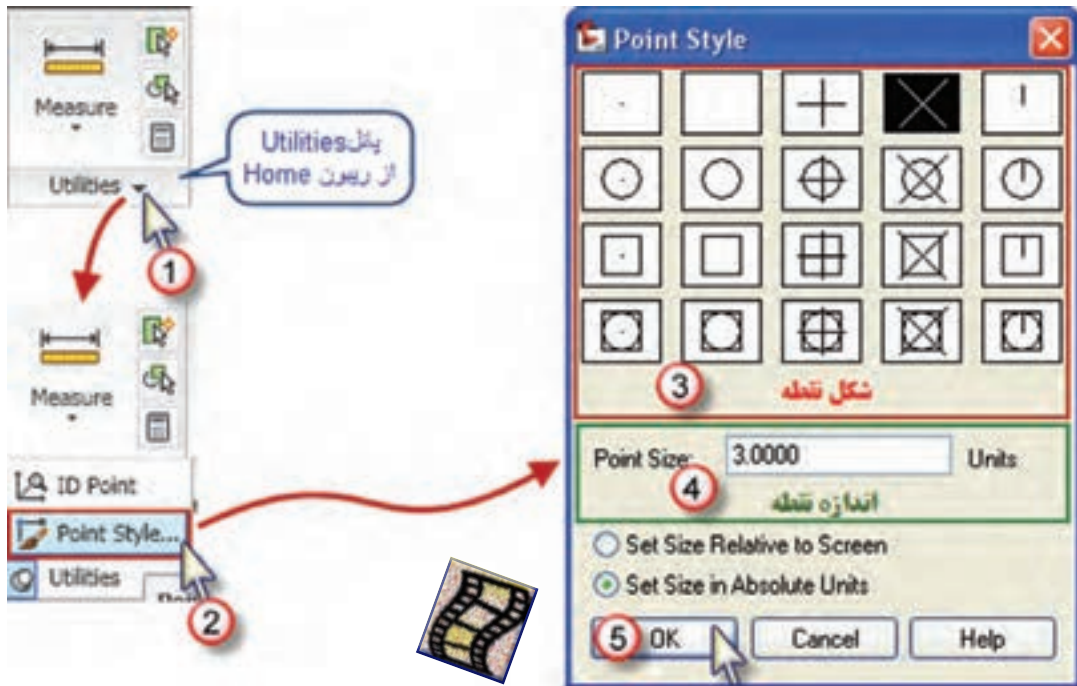 Measure
Utilities
پانل Utilities
از ریبون Home
1
Measure
ID Point
Point Style...
Utilities
2
Point Style
3
شکل نقطه
Point Size:
3.0000
Units
4
اندازه نقطه
Set Size Relative to Screen
Set Size in Absolute Units
5
OK
Cancel
Help